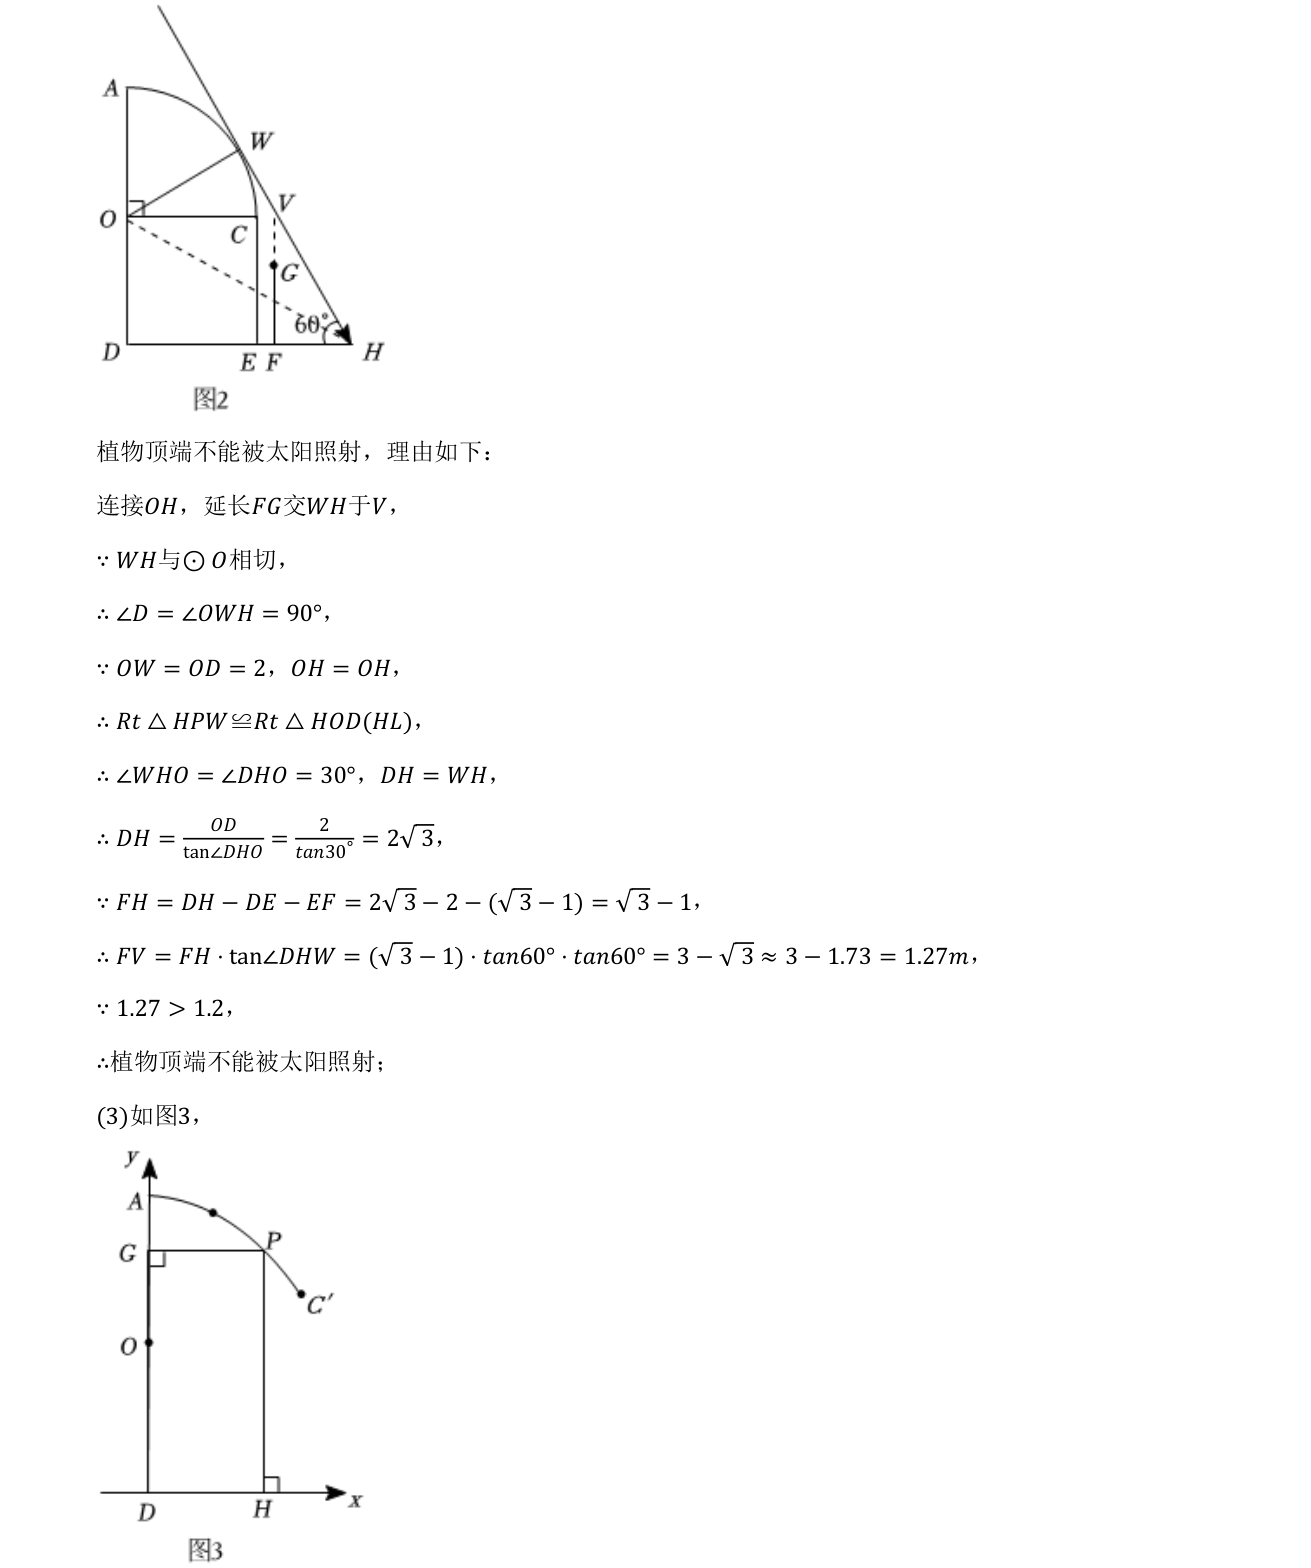 A
W
V
O
C
G
60°
D
E F
H
图2
植物顶端不能被太阳照射，理由如下：
连接OH，延长FG交WH于V，
∵ WH与⊙ O相切，
∴ ∠D = ∠OWH = 90°，
∵ OW = OD = 2，OH = OH，
∴ Rt △ HPW≌Rt △ HOD(HL)，
∴ ∠WHO = ∠DHO = 30°，DH = WH，
∴ DH = OD/tan∠DHO = 2/tan30° = 2√3，
∵ FH = DH − DE − EF = 2√3 − 2 − (√3 − 1) = √3 − 1，
∴ FV = FH · tan∠DHW = (√3 − 1) · tan60° · tan60° = 3 − √3 ≈ 3 − 1.73 = 1.27m，
∵ 1.27 > 1.2，
∴植物顶端不能被太阳照射；
(3)如图3，
y
A
G
P
C′
O
x
D
H
图3